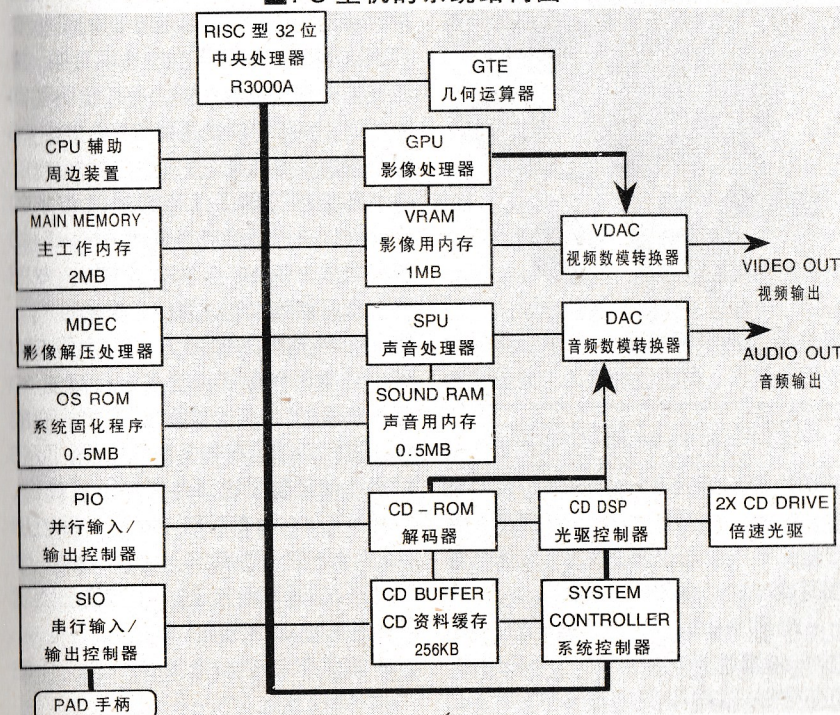 RISC 型 32 位
中央处理器
R3000A
GTE
几何运算器
CPU 辅助
周边装置
GPU
影像处理器
MAIN MEMORY
主工作内存
2MB
VRAM
影像用内存
1MB
VDAC
视频数模转换器
VIDEO OUT
视频输出
MDEC
影像解压处理器
SPU
声音处理器
DAC
音频数模转换器
AUDIO OUT
音频输出
OS ROM
系统固化程序
0.5MB
SOUND RAM
声音用内存
0.5MB
PIO
并行输入/
输出控制器
CD-ROM
解码器
CD DSP
光驱控制器
2X CD DRIVE
倍速光驱
SIO
串行输入/
输出控制器
CD BUFFER
CD 资料缓存
256KB
SYSTEM
CONTROLLER
系统控制器
PAD 手柄